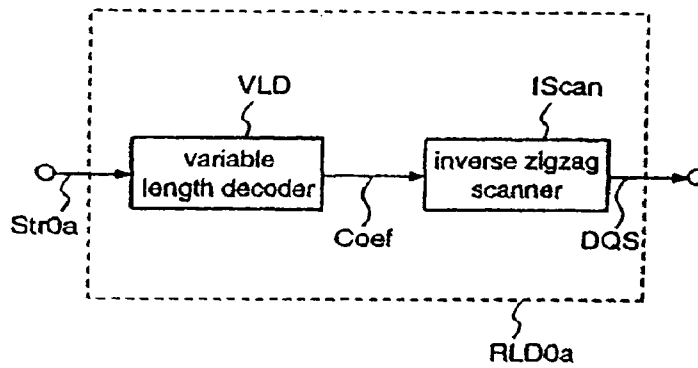 VLD
IScan
variable
length decoder
inverse zigzag
scanner
Str0a
Coef
DQS
RLD0a